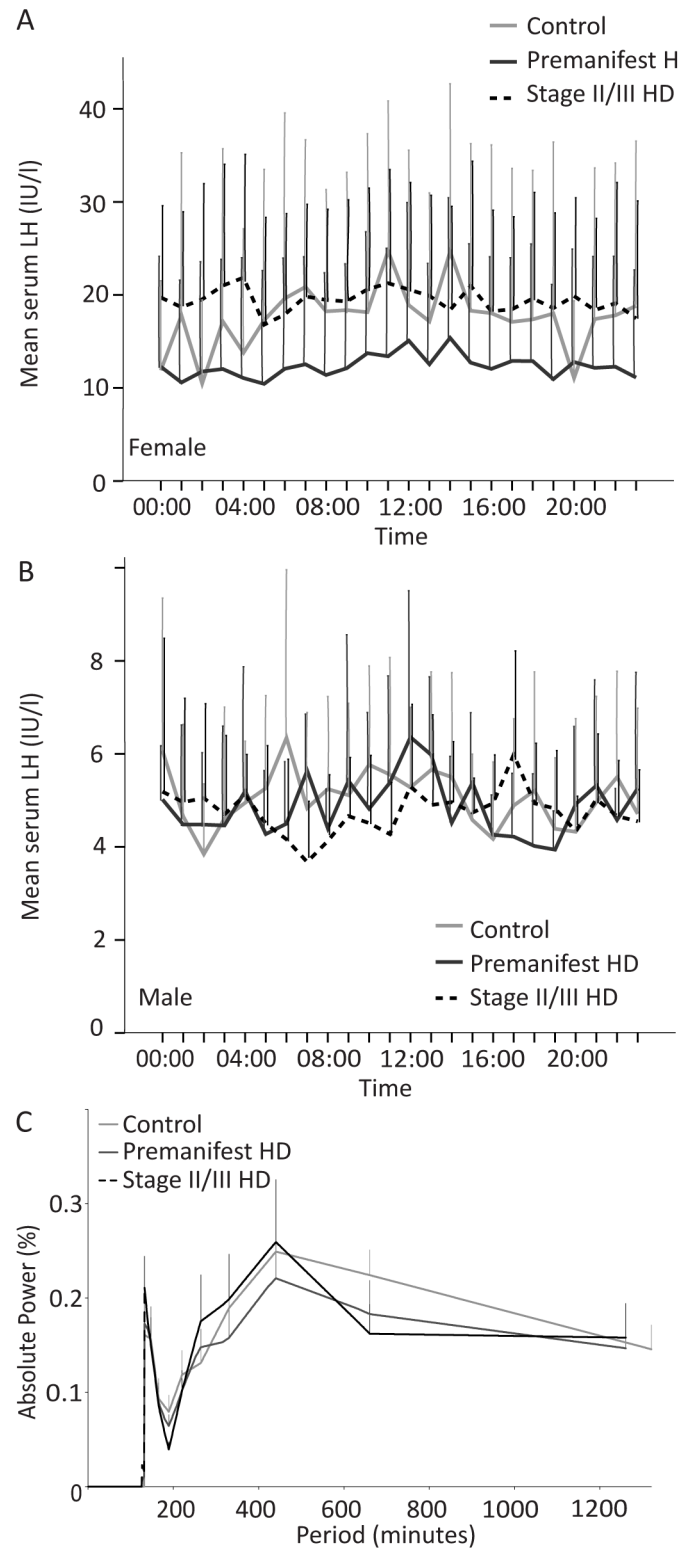 A
Control
Premanifest H
Stage II/III HD
Mean serum LH (IU/l)
40
30
20
10
0
Female
00:00 04:00 08:00 12:00 16:00 20:00
Time
B
Mean serum LH (IU/l)
8
6
4
2
0
Control
Premanifest HD
Stage II/III HD
Male
00:00 04:00 08:00 12:00 16:00 20:00
Time
C
Control
Premanifest HD
Stage II/III HD
Absolute Power (%)
0.3
0.2
0.1
0
200 400 600 800 1000 1200
Period (minutes)